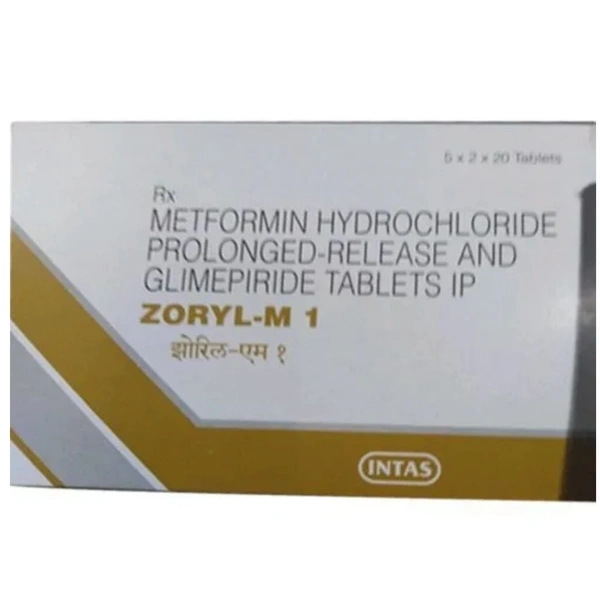 5 x 2 x 20 Tablets
Rx
METFORMIN HYDROCHLORIDE
PROLONGED-RELEASE AND
GLIMEPIRIDE TABLETS IP
ZORYL-M 1
झोरिल-एम १
INTAS